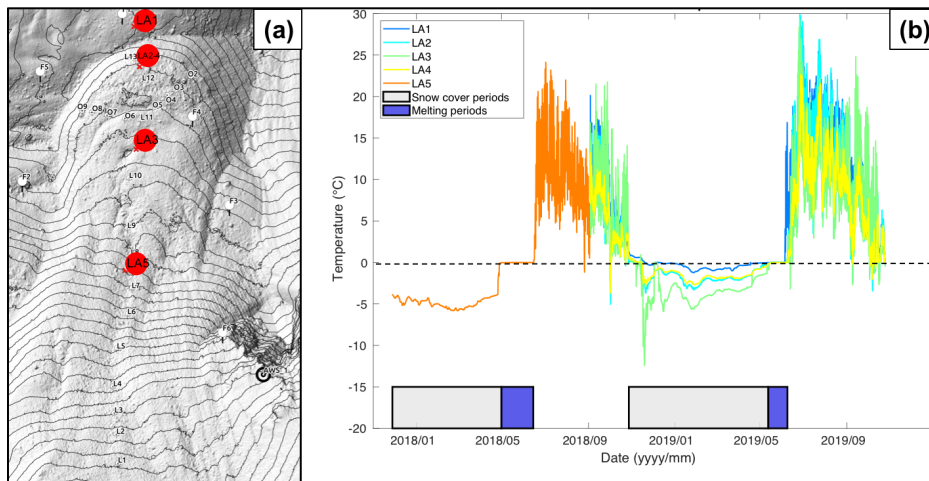 (a)
LA1
LA2-4
L13
F5
L12
O2
O3
O4
O5
O9
O8
O7
O6
F4
L11
LA3
L10
F2
F3
L9
LA5
L7
L6
F6
L5
AWS
L4
L3
L2
L1
(b)
LA1
LA2
LA3
LA4
LA5
Snow cover periods
Melting periods
Temperature (°C)
30
25
20
15
10
5
0
-5
-10
-15
-20
2018/01
2018/05
2018/09
2019/01
2019/05
2019/09
Date (yyyy/mm)